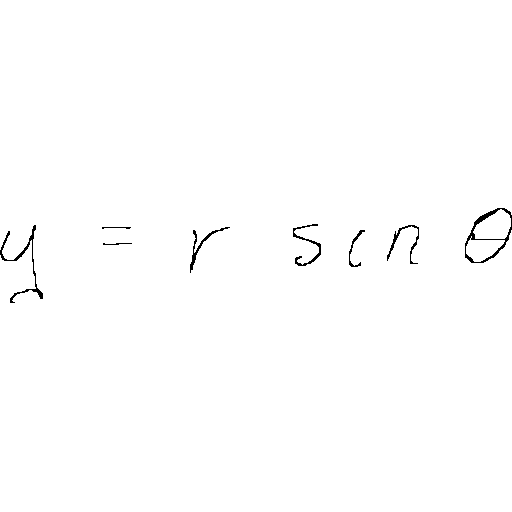 y = r sin θ